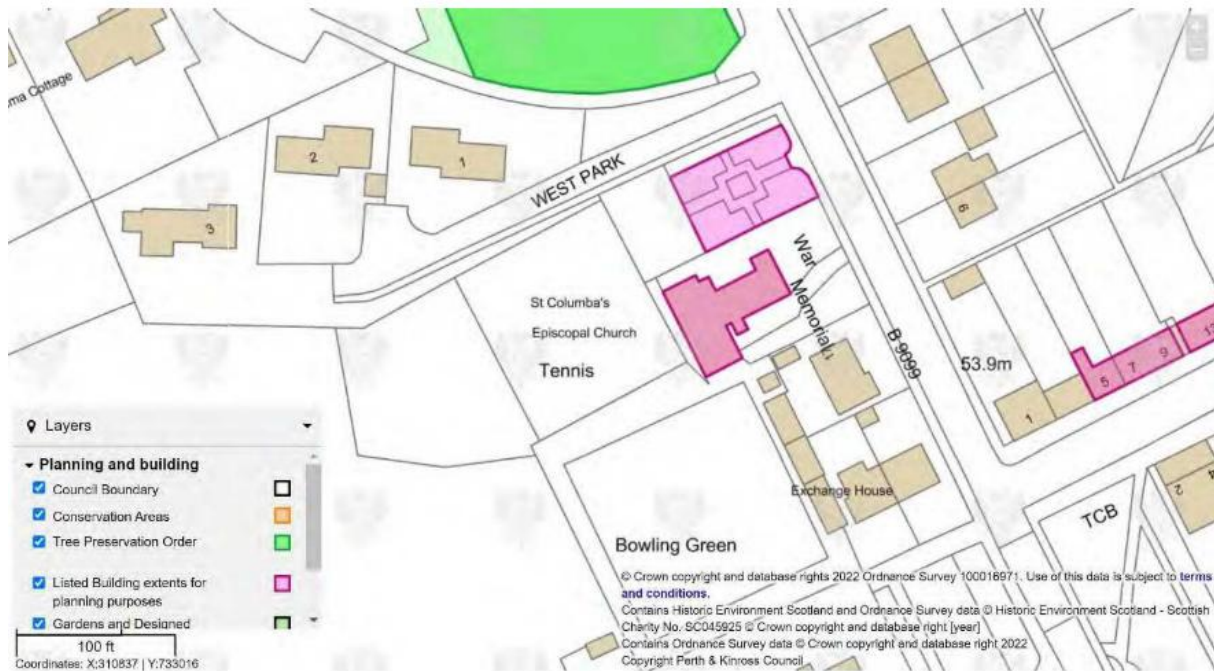 ma Cottage
2
1
3
WEST PARK
6
War
Memorial
B 9099
53.9m
St Columba's
Episcopal Church
Tennis
1
5
7
9
Exchange House
Bowling Green
TCB
2
Layers
Planning and building
Council Boundary
Conservation Areas
Tree Preservation Order
Listed Building extents for
planning purposes
Gardens and Designed
100 ft
Coordinates: X:310837 | Y:733016
© Crown copyright and database rights 2022 Ordnance Survey 100016971. Use of this data is subject to terms
and conditions.
Contains Historic Environment Scotland and Ordnance Survey data © Historic Environment Scotland - Scottish
Charity No. SC045925 © Crown copyright and database right [year]
Contains Ordnance Survey data © Crown copyright and database right 2022
Copyright Perth & Kinross Council